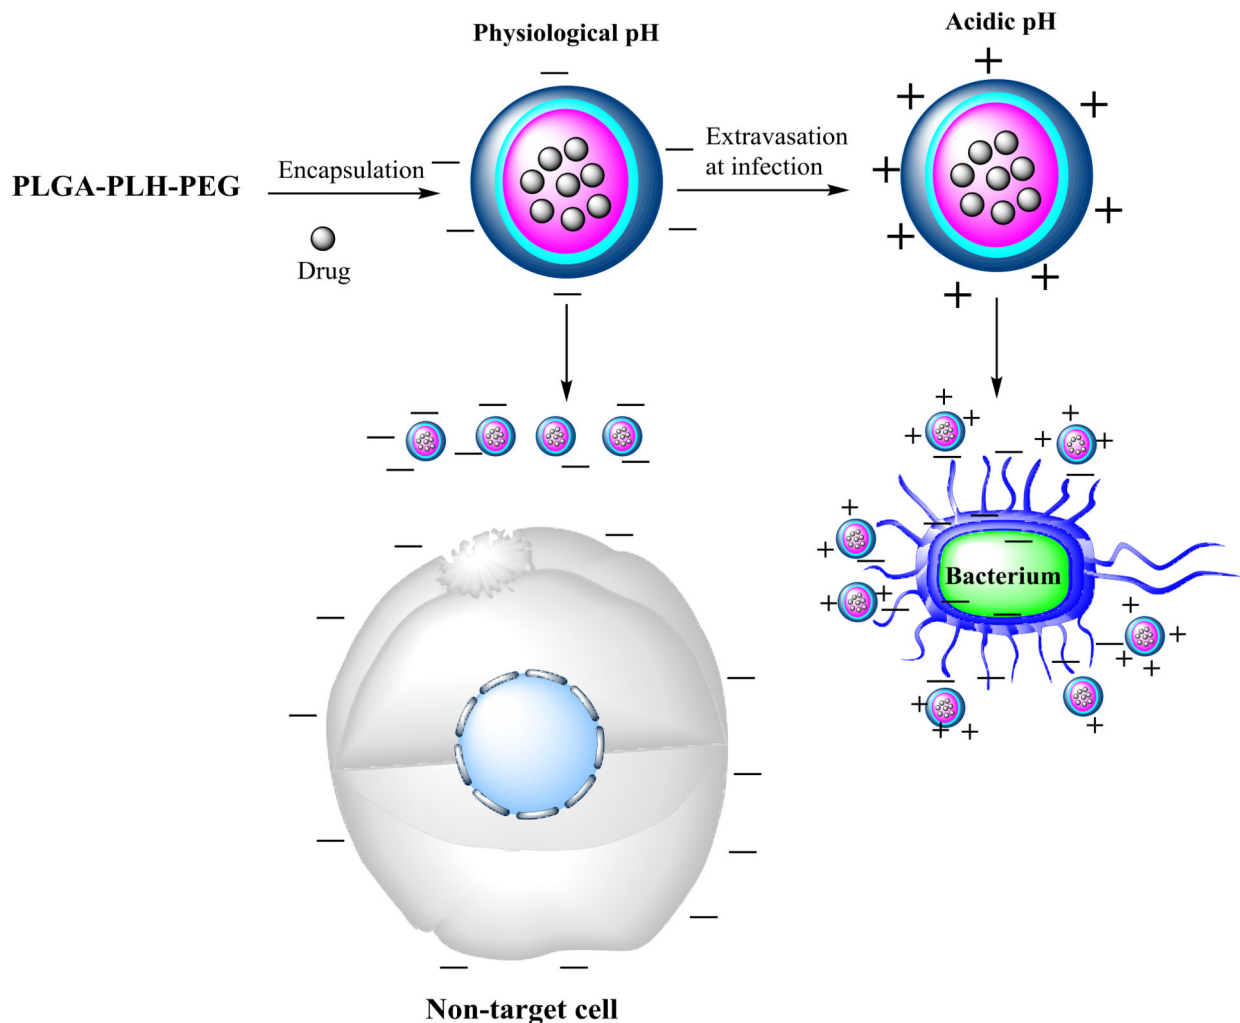 Physiological pH
Acidic pH
PLGA-PLH-PEG
Encapsulation
Drug
Extravasation
at infection
Bacterium
Non-target cell